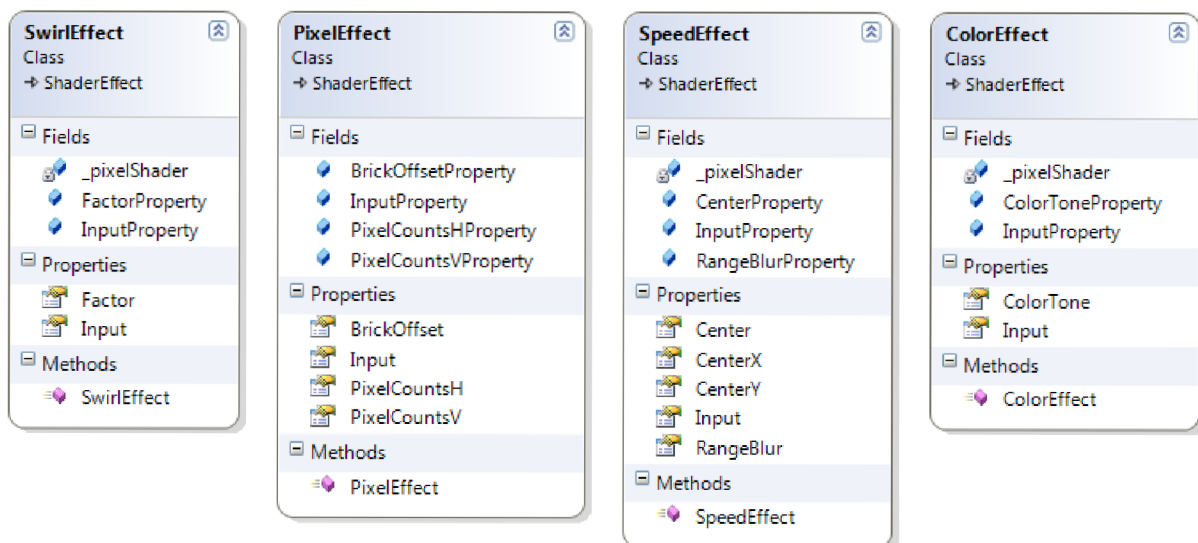 SwirlEffect
Class
ShaderEffect
Fields
_pixelShader
FactorProperty
InputProperty
Properties
Factor
Input
Methods
SwirlEffect
PixelEffect
Class
ShaderEffect
Fields
BrickOffsetProperty
InputProperty
PixelCountsHProperty
PixelCountsVProperty
Properties
BrickOffset
Input
PixelCountsH
PixelCountsV
Methods
PixelEffect
SpeedEffect
Class
ShaderEffect
Fields
_pixelShader
CenterProperty
InputProperty
RangeBlurProperty
Properties
Center
CenterX
CenterY
Input
RangeBlur
Methods
SpeedEffect
ColorEffect
Class
ShaderEffect
Fields
_pixelShader
ColorToneProperty
InputProperty
Properties
ColorTone
Input
Methods
ColorEffect